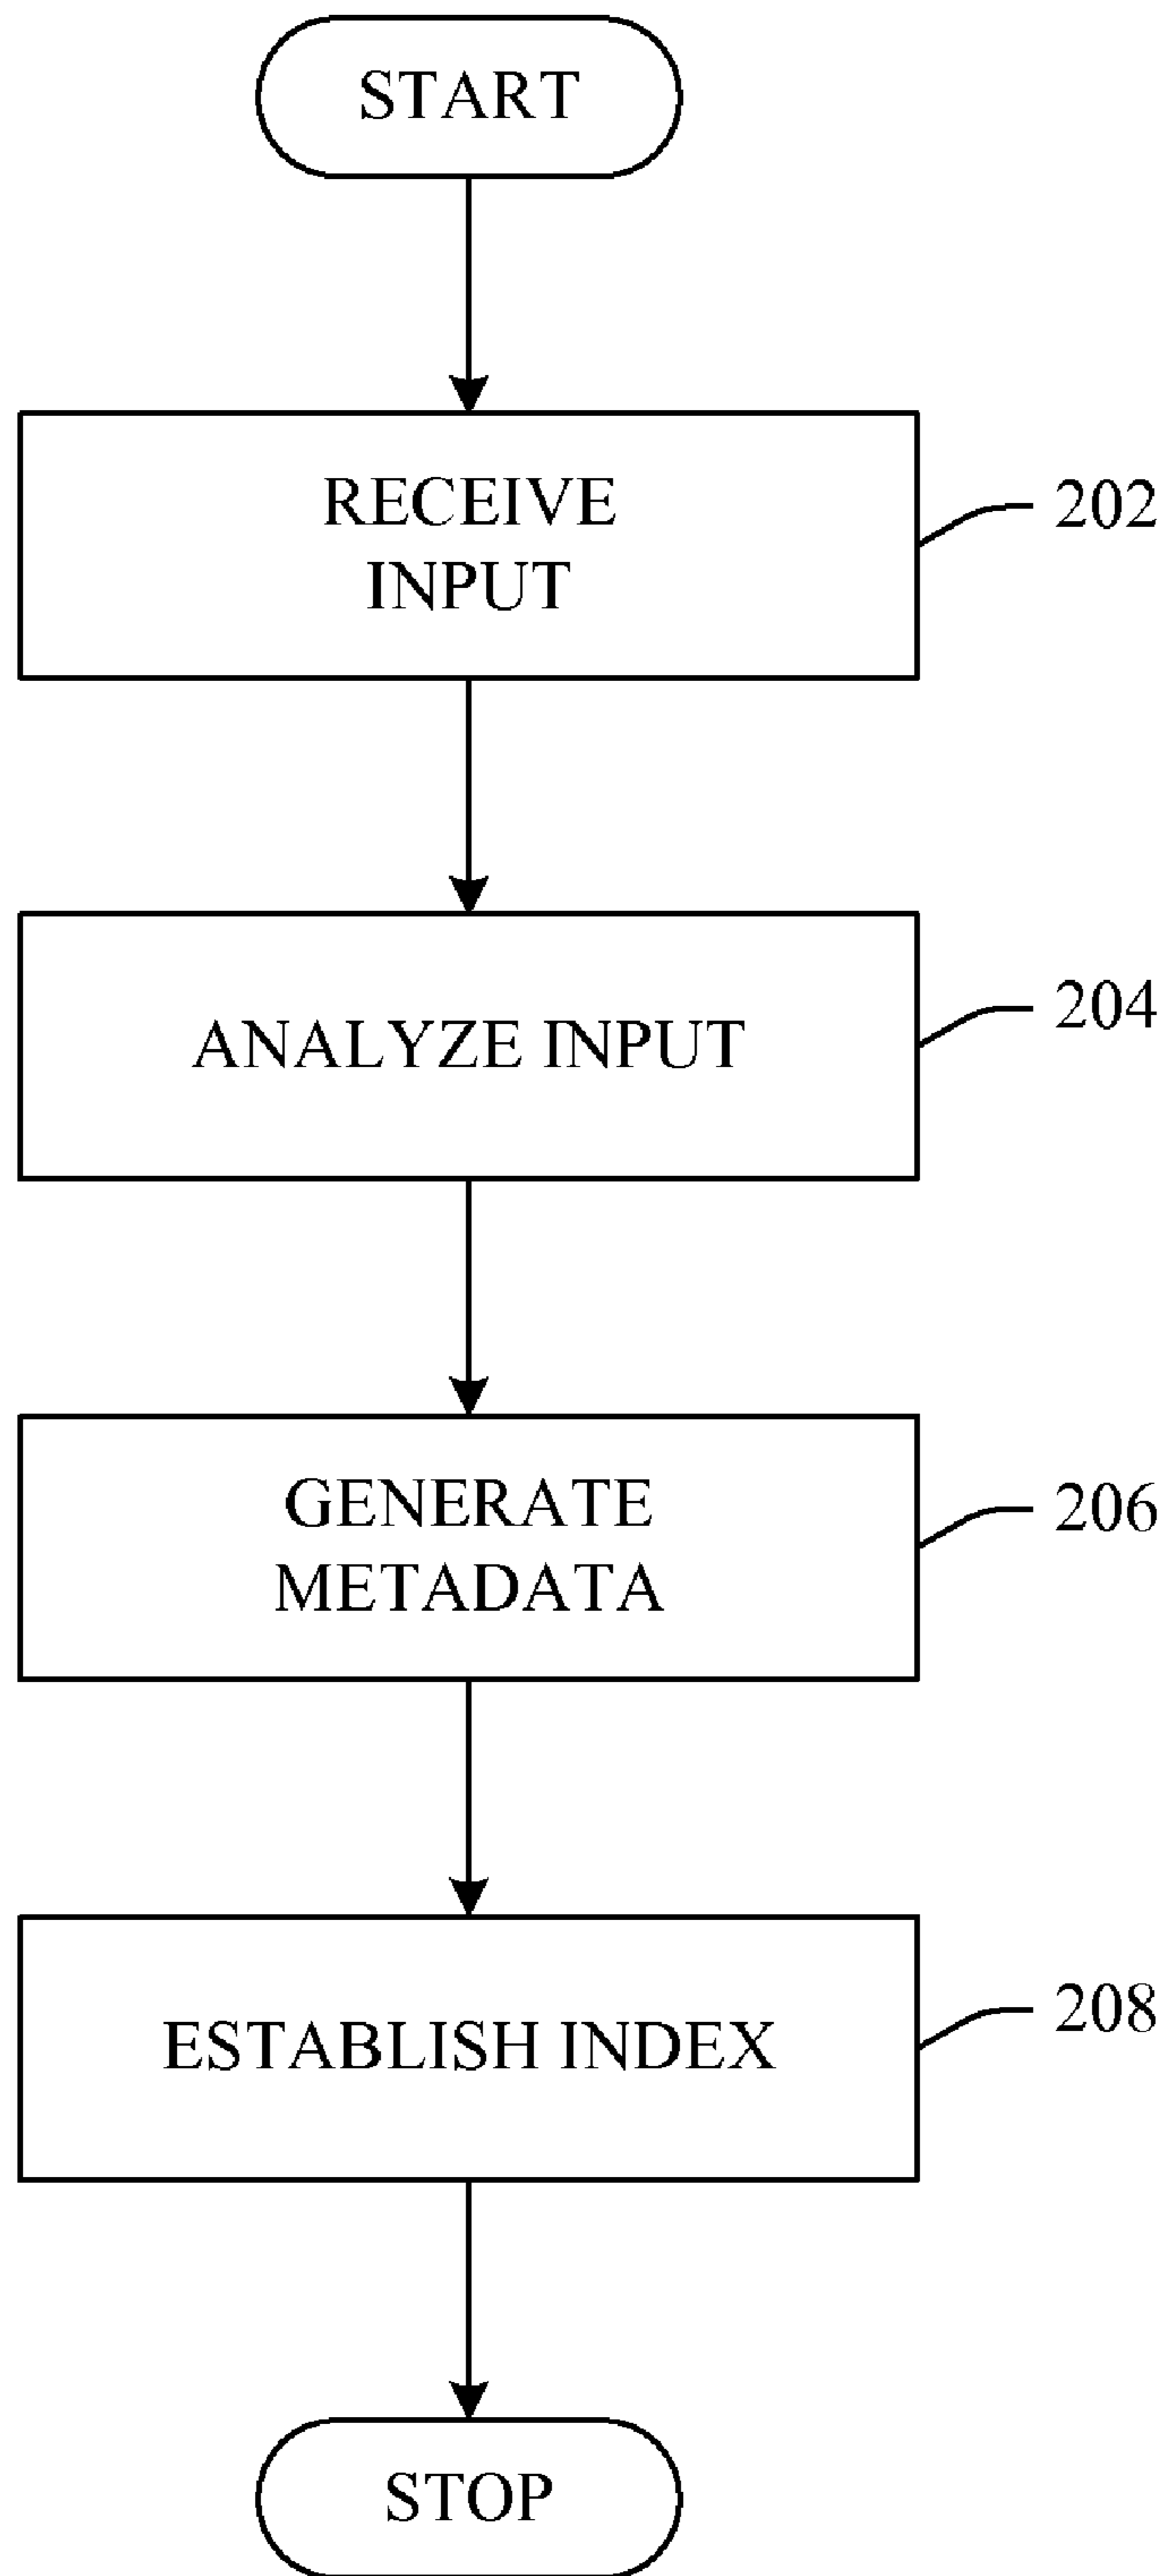 START
RECEIVE
INPUT
202
ANALYZE INPUT
204
GENERATE
METADATA
206
ESTABLISH INDEX
208
STOP